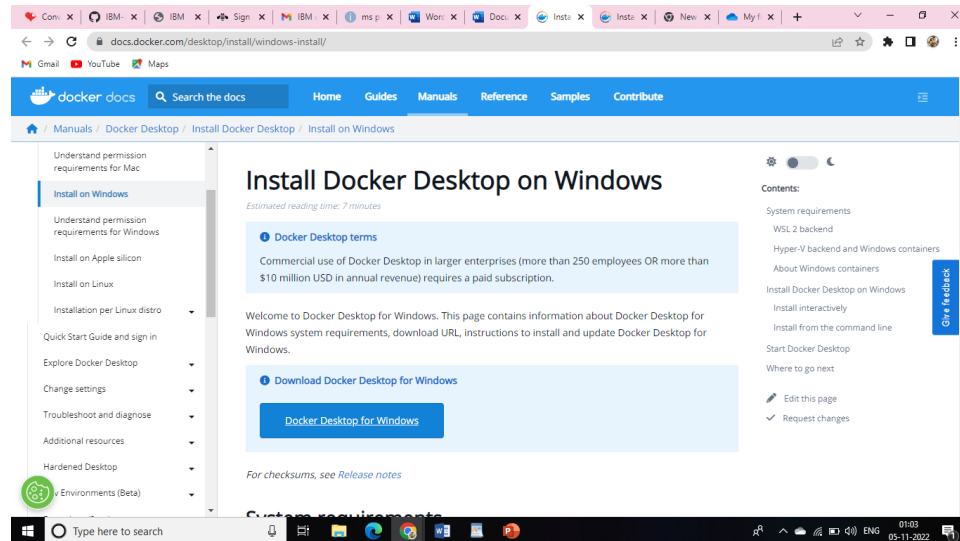 Conv
IBM-
IBM
Sign
IBM
ms p
Word
Docu
Insta
Insta
New
My f
docs.docker.com/desktop/install/windows-install/
Gmail YouTube Maps
docker docs Search the docs Home Guides Manuals Reference Samples Contribute
/ Manuals / Docker Desktop / Install Docker Desktop / Install on Windows
Understand permission
requirements for Mac
Install on Windows
Understand permission
requirements for Windows
Install on Apple silicon
Install on Linux
Installation per Linux distro
Quick Start Guide and sign in
Explore Docker Desktop
Change settings
Troubleshoot and diagnose
Additional resources
Hardened Desktop
Environments (Beta)
Install Docker Desktop on Windows
Estimated reading time: 7 minutes
Docker Desktop terms
Commercial use of Docker Desktop in larger enterprises (more than 250 employees OR more than
$10 million USD in annual revenue) requires a paid subscription.
Welcome to Docker Desktop for Windows. This page contains information about Docker Desktop for
Windows system requirements, download URL, instructions to install and update Docker Desktop for
Windows.
Download Docker Desktop for Windows
Docker Desktop for Windows
For checksums, see Release notes
System requirements
Contents:
System requirements
WSL 2 backend
Hyper-V backend and Windows containers
About Windows containers
Install Docker Desktop on Windows
Install interactively
Install from the command line
Start Docker Desktop
Where to go next
Edit this page
Request changes
Give feedback
Type here to search
ENG
01:03
05-11-2022